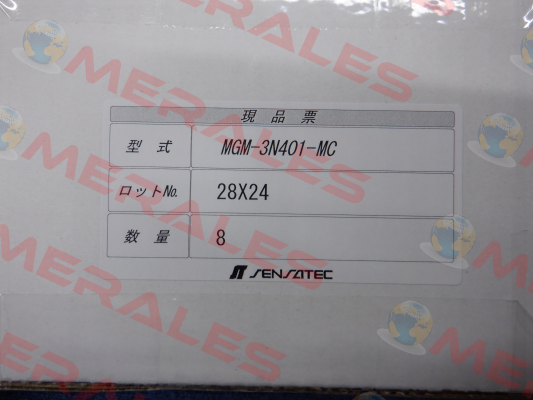 現品票
型式 MGM-3N401-MC
ロットNo. 28X24
数量 8
SENSATEC
MERALES
MERALES
MERALES
MERALES